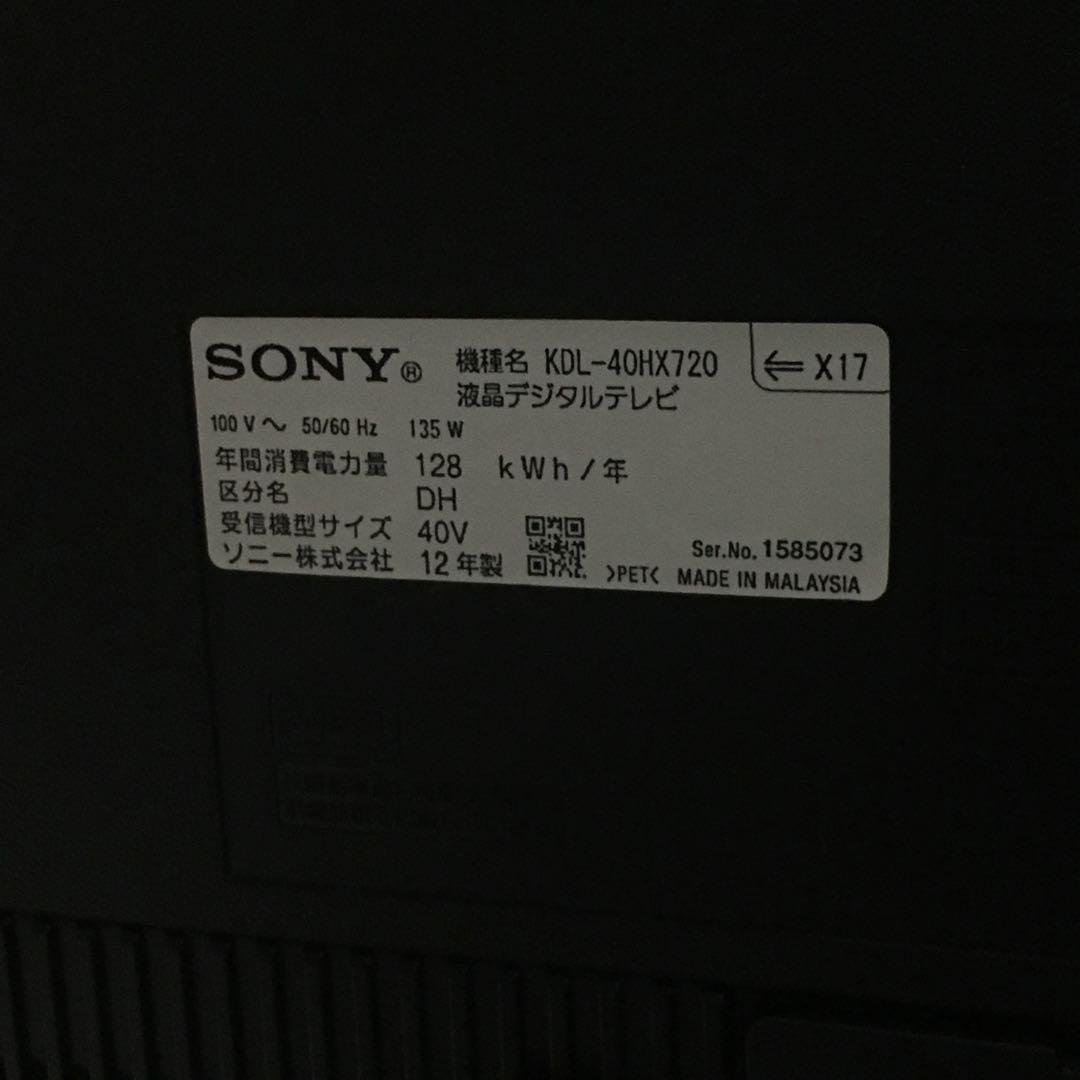 SONY® 機種名 KDL-40HX720 ⇐ X17
液晶デジタルテレビ
100 V ～ 50/60 Hz 135 W
年間消費電力量 128 kWh/年
区分名 DH
受信機型サイズ 40V
Ser.No. 1585073
ソニー株式会社 12年製 >PET< MADE IN MALAYSIA